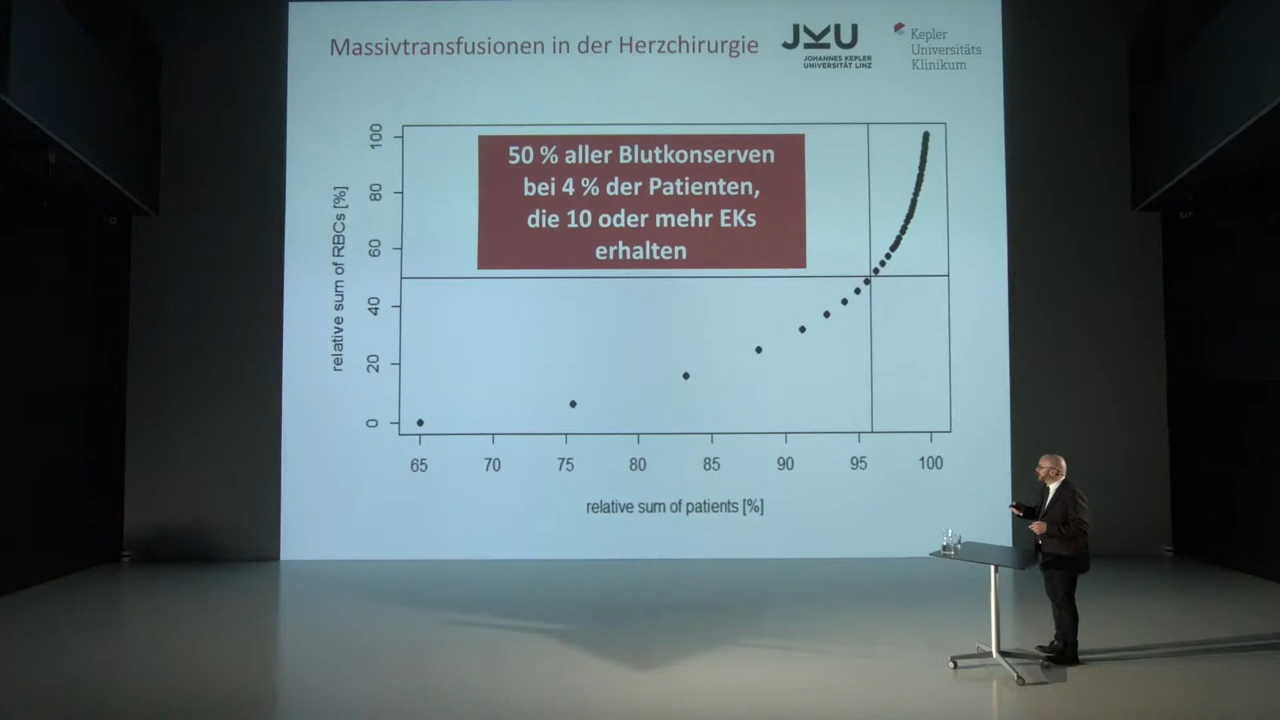 Massivtransfusionen in der Herzchirurgie
JKU
JOHANNES KEPLER
UNIVERSITÄT LINZ
Kepler
Universitäts
Klinikum
50 % aller Blutkonserven
bei 4 % der Patienten,
die 10 oder mehr EKs
erhalten
relative sum of RBCs [%]
100
80
60
40
20
0
65 70 75 80 85 90 95 100
relative sum of patients [%]